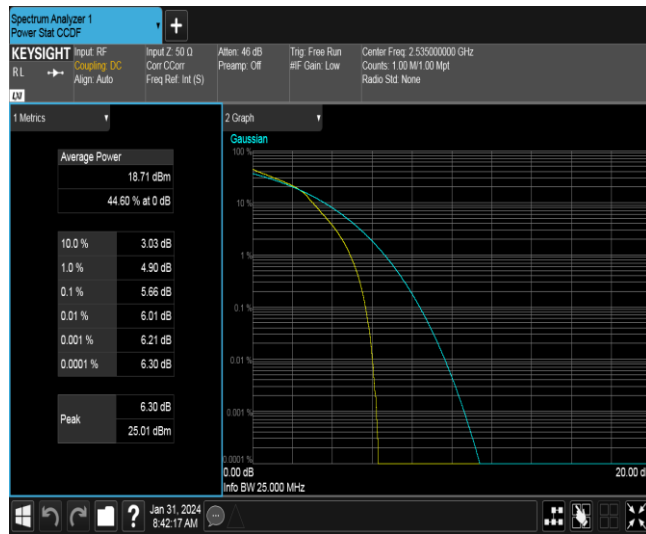 Spectrum Analyzer 1
Power Stat CCDF
+
KEYSIGHT
RL
LXI
Input: RF
Coupling: DC
Align: Auto
Input Z: 50 Ω
Corr CCorr
Freq Ref: Int (S)
Atten: 46 dB
Preamp: Off
Trig: Free Run
#IF Gain: Low
Center Freq: 2.535000000 GHz
Counts: 1.00 M/1.00 Mpt
Radio Std: None
1 Metrics
Average Power
18.71 dBm
44.60 % at 0 dB
10.0 % 3.03 dB
1.0 % 4.90 dB
0.1 % 5.66 dB
0.01 % 6.01 dB
0.001 % 6.21 dB
0.0001 % 6.30 dB
Peak
6.30 dB
25.01 dBm
2 Graph
Gaussian
100 %
10 %
1 %
0.1 %
0.01 %
0.001 %
0.0001 %
0.00 dB
20.00 d
Info BW 25.000 MHz
?
Jan 31, 2024
8:42:17 AM